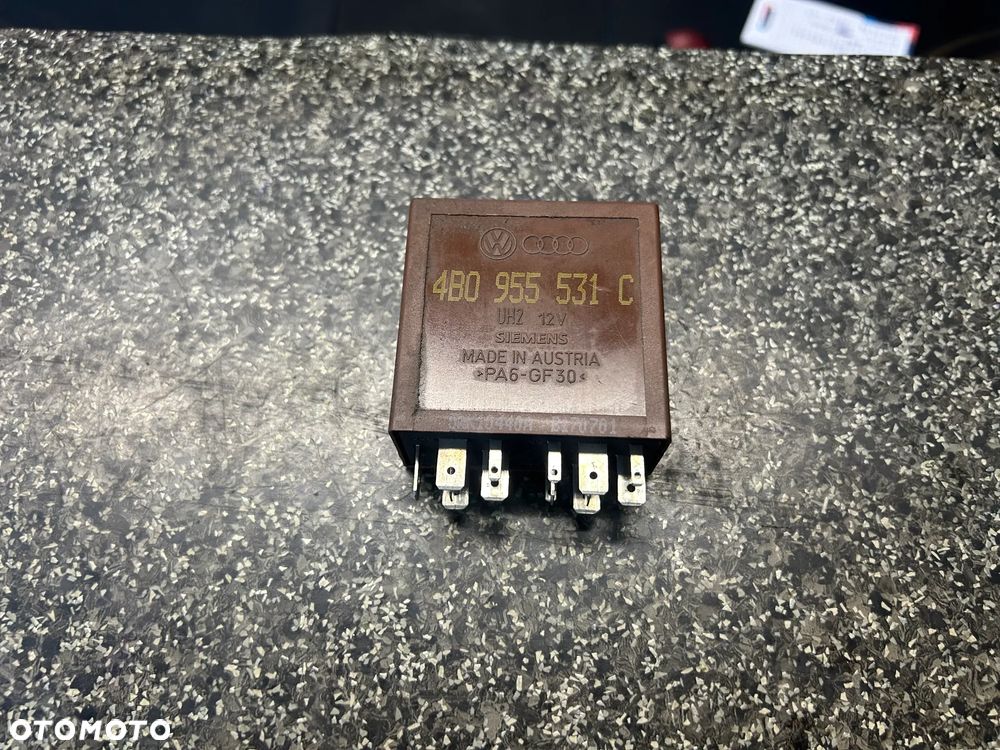 4B0 955 531 C
UH2 12V
SIEMENS
MADE IN AUSTRIA
>PA6-GF30<
OTOMOTO